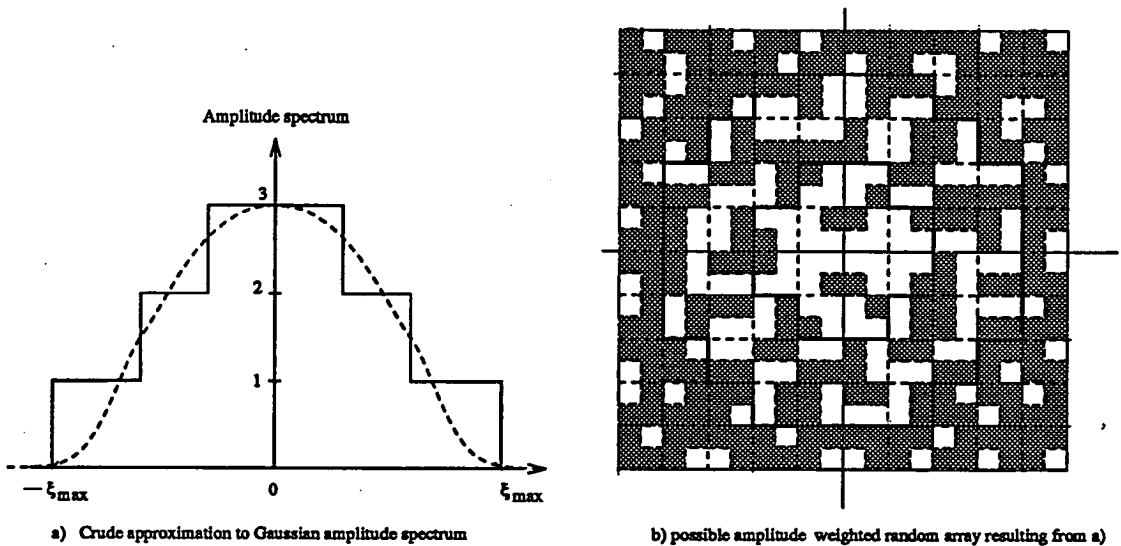 Amplitude spectrum
3
2
1
— ξmax
0
ξmax
a) Crude approximation to Gaussian amplitude spectrum
b) possible amplitude weighted random array resulting from a)